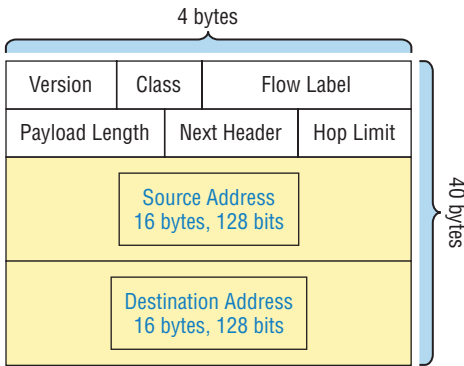 4 bytes
Version Class Flow Label
Payload Length Next Header Hop Limit
Source Address
16 bytes, 128 bits
Destination Address
16 bytes, 128 bits
40 bytes